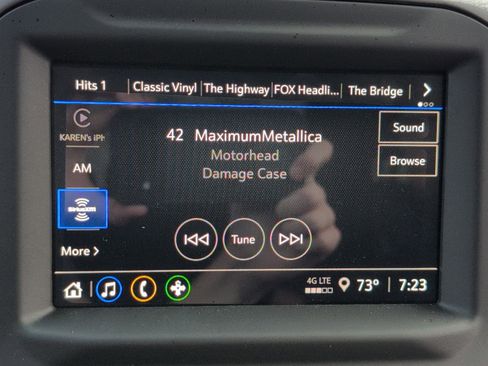 Hits 1 Classic Vinyl The Highway FOX Headli... The Bridge
KAREN's iPh
42 MaximumMetallica
Sound
Motorhead
AM
Damage Case
Browse
SiriusXM
More
Tune
4G LTE
73° 7:23